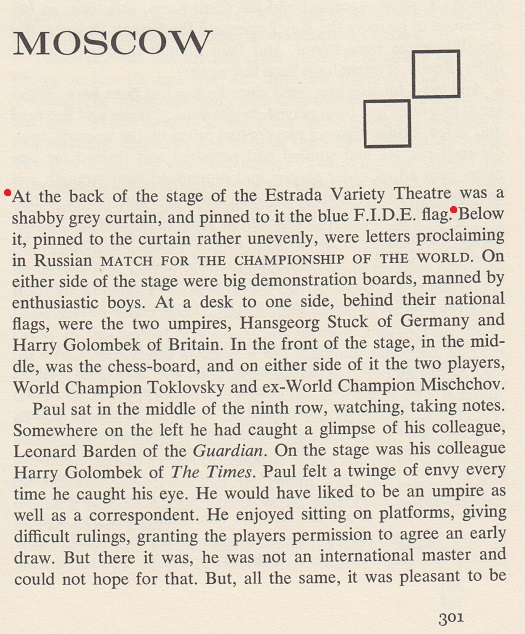 MOSCOW
At the back of the stage of the Estrada Variety Theatre was a
shabby grey curtain, and pinned to it the blue F.I.D.E. flag. Below
it, pinned to the curtain rather unevenly, were letters proclaiming
in Russian MATCH FOR THE CHAMPIONSHIP OF THE WORLD. On
either side of the stage were big demonstration boards, manned by
enthusiastic boys. At a desk to one side, behind their national
flags, were the two umpires, Hansgeorg Stuck of Germany and
Harry Golombek of Britain. In the front of the stage, in the mid-
dle, was the chess-board, and on either side of it the two players,
World Champion Toklovsky and ex-World Champion Mischchov.
Paul sat in the middle of the ninth row, watching, taking notes.
Somewhere on the left he had caught a glimpse of his colleague,
Leonard Barden of the Guardian. On the stage was his colleague
Harry Golombek of The Times. Paul felt a twinge of envy every
time he caught his eye. He would have liked to be an umpire as
well as a correspondent. He enjoyed sitting on platforms, giving
difficult rulings, granting the players permission to agree an early
draw. But there it was, he was not an international master and
could not hope for that. But, all the same, it was pleasant to be
301